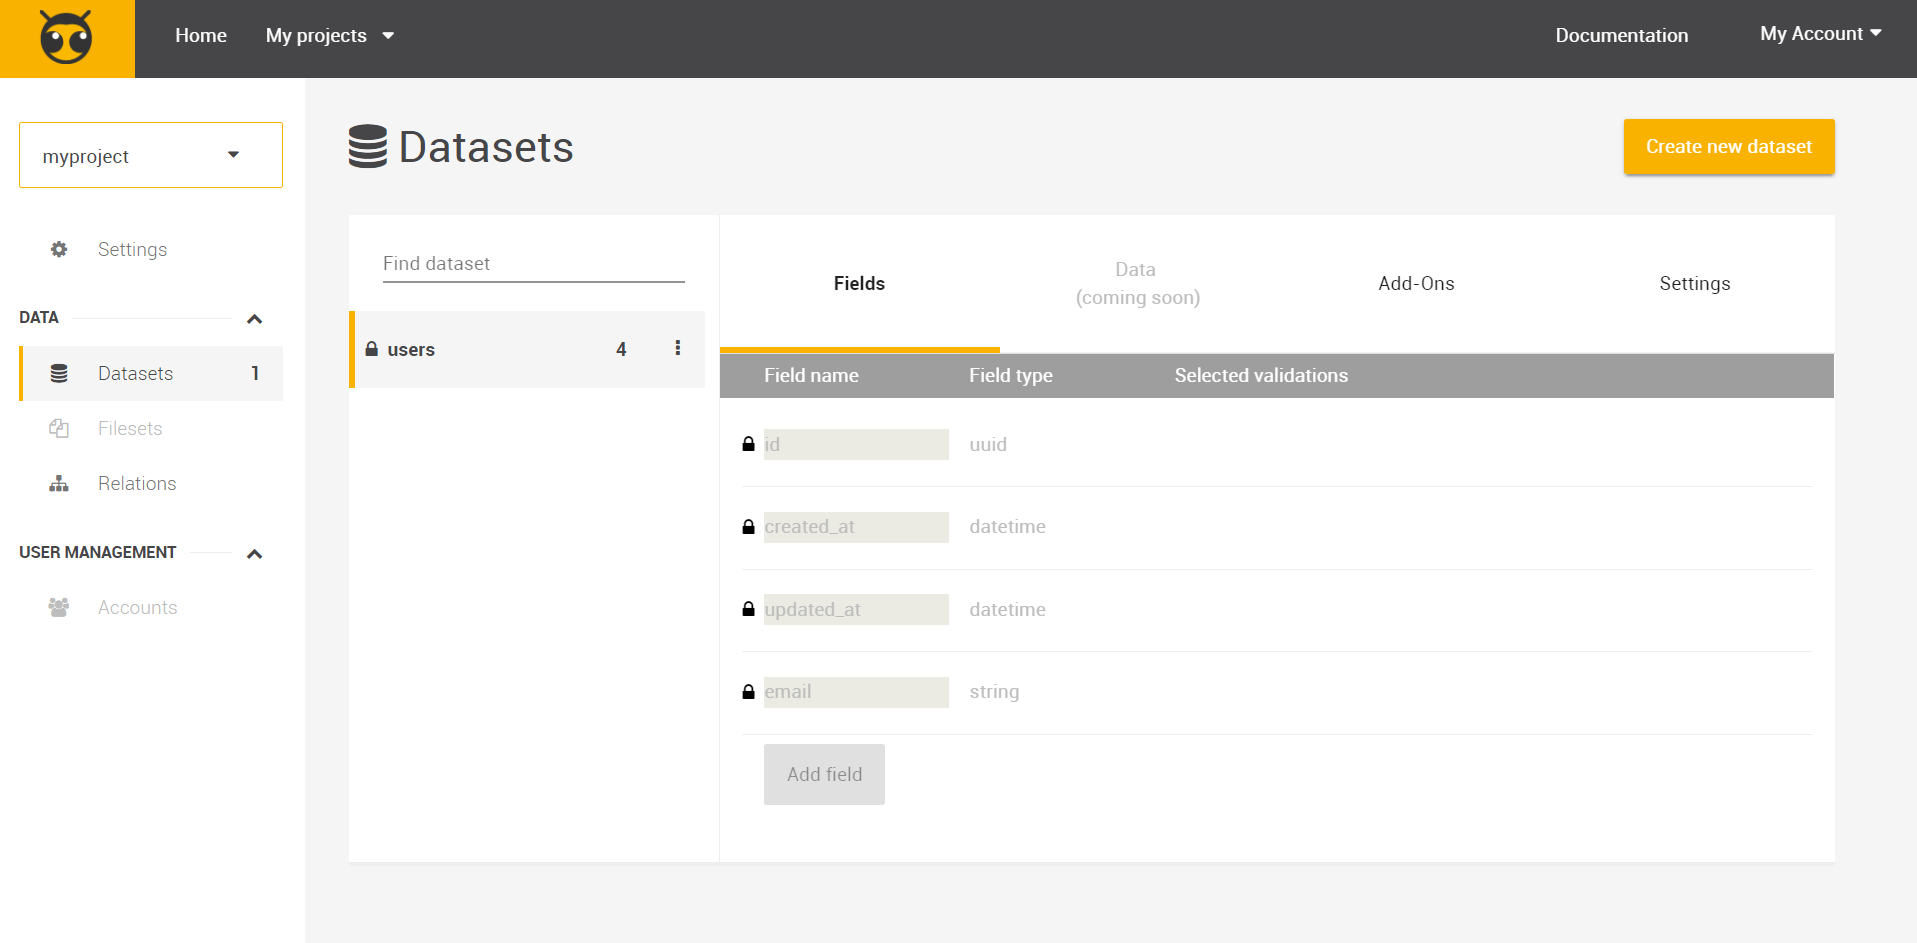 Home
My projects
Documentation
My Account
myproject
Settings
DATA
Datasets 1
Filesets
Relations
USER MANAGEMENT
Accounts
Datasets
Create new dataset
Find dataset
users 4
Fields
Data
(coming soon)
Add-Ons
Settings
Field name Field type Selected validations
id uuid
created_at datetime
updated_at datetime
email string
Add field